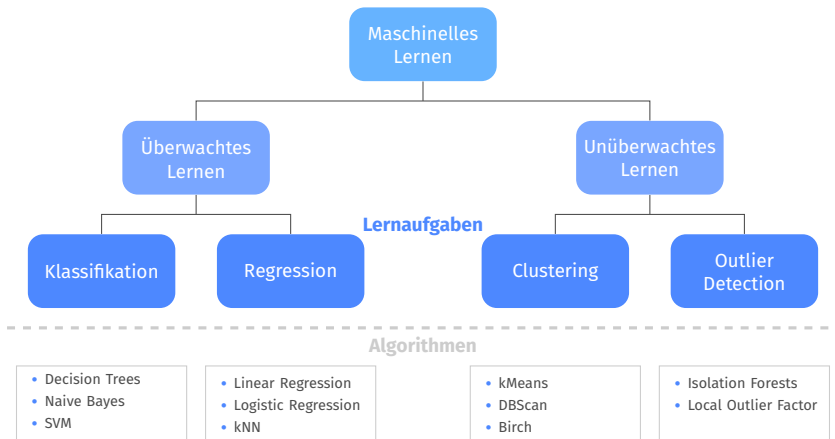 Maschinelles
Lernen
Überwachtes
Lernen
Unüberwachtes
Lernen
Lernaufgaben
Klassifikation
Regression
Clustering
Outlier
Detection
Algorithmen
• Decision Trees
• Naive Bayes
• SVM
• Linear Regression
• Logistic Regression
• kNN
• kMeans
• DBScan
• Birch
• Isolation Forests
• Local Outlier Factor